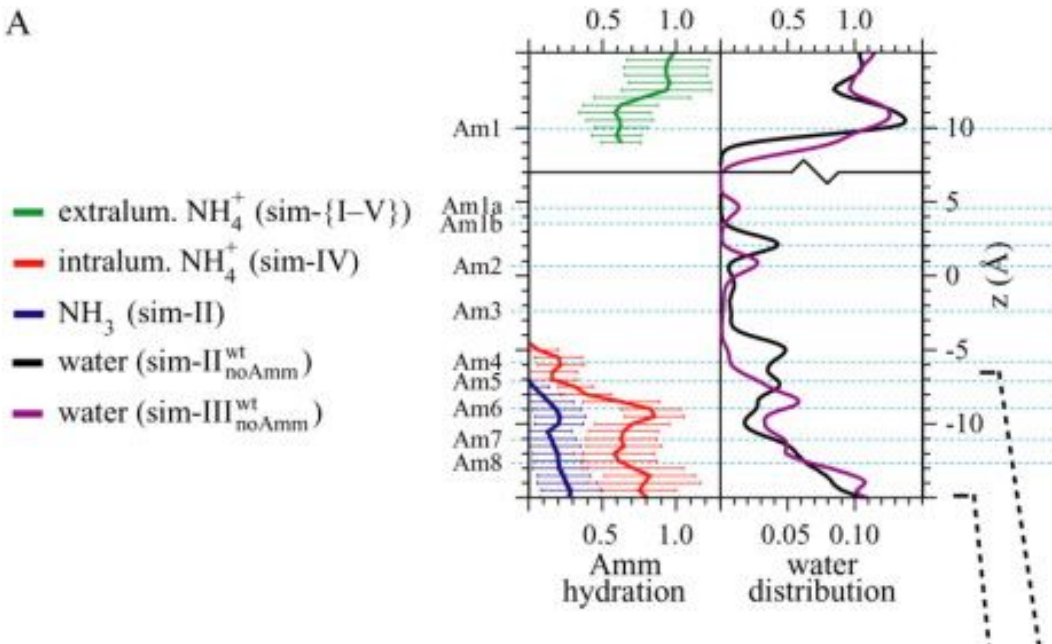 A
0.5 1.0 0.5 1.0
Am1
10
extralum. NH₄⁺ (sim-{I–V})
intralum. NH₄⁺ (sim-IV)
NH₃ (sim-II)
water (sim-IIʷᵗnoAmm)
water (sim-IIIʷᵗnoAmm)
Am1a
5
Am1b
Am2
0
z (Å)
Am3
-5
Am4
Am5
Am6
-10
Am7
Am8
0.5 1.0 0.05 0.10
Amm water
hydration distribution